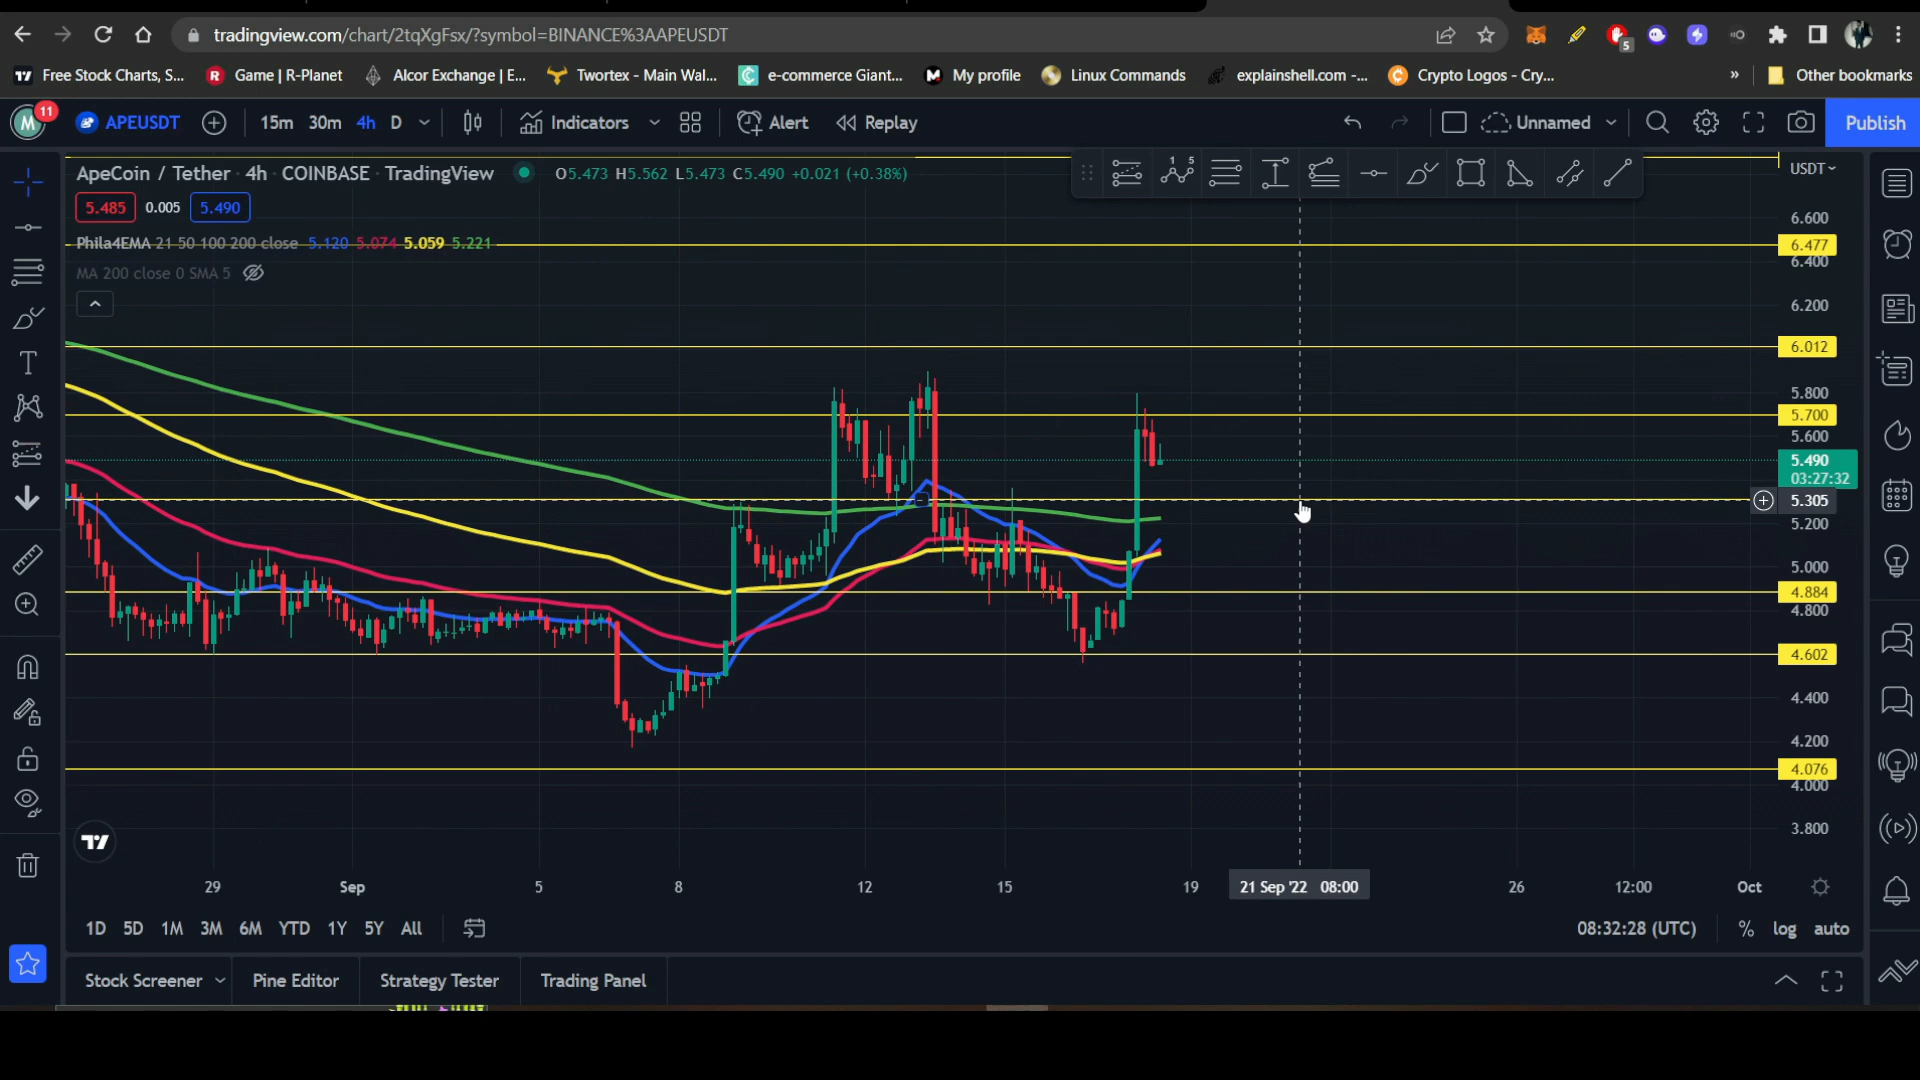 tradingview.com/chart/2tqXgFsx/?symbol=BINANCE%3AAPEUSDT
5
Free Stock Charts, S... Game | R-Planet Alcor Exchange | E... Twortex - Main Wal... e-commerce Giant... My profile Linux Commands explainshell.com -... Crypto Logos - Cry... » Other bookmarks
M 11 APEUSDT 15m 30m 4h D Indicators Alert Replay Unnamed Publish
ApeCoin / Tether · 4h · COINBASE · TradingView O5.473 H5.562 L5.473 C5.490 +0.021 (+0.38%)
USDT
5.485 0.005 5.490
6.600
Phila4EMA 21 50 100 200 close 5.120 5.074 5.059 5.221
6.477
6.400
MA 200 close 0 SMA 5
6.200
6.012
5.800
5.700
5.600
5.490
03:27:32
5.305
5.200
5.000
4.884
4.800
4.602
4.400
4.200
4.076
4.000
3.800
29 Sep 5 8 12 15 19 21 Sep '22 08:00 26 12:00 Oct
1D 5D 1M 3M 6M YTD 1Y 5Y All 08:32:28 (UTC) % log auto
Stock Screener Pine Editor Strategy Tester Trading Panel